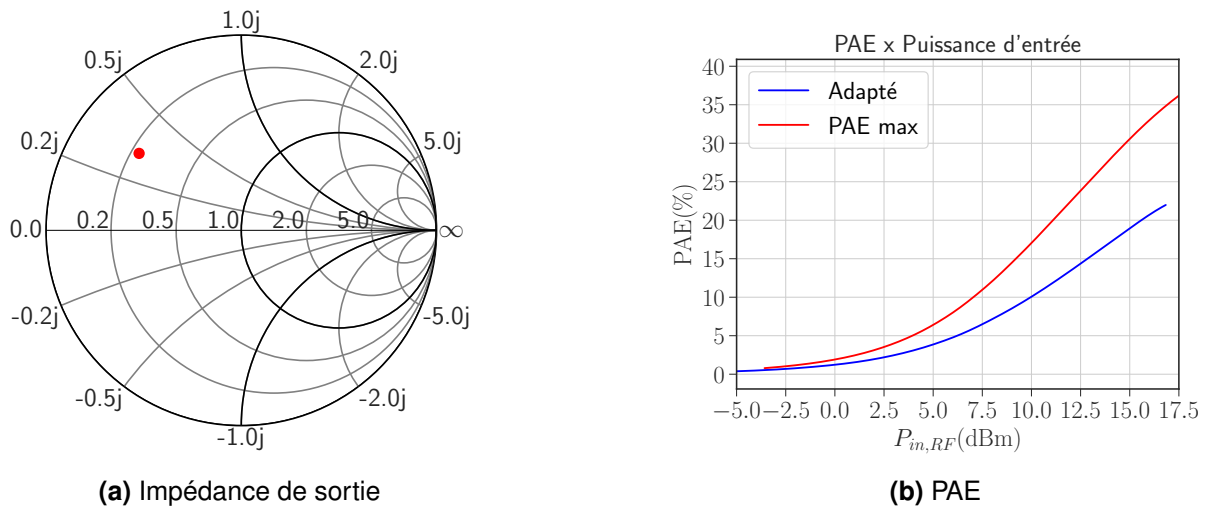 1.0j
0.5j 2.0j
0.2j 5.0j
0.0 0.2 0.5 1.0 2.0 5.0 ∞
-0.2j -5.0j
-0.5j -2.0j
-1.0j
(a) Impédance de sortie
PAE x Puissance d'entrée
Adapté
PAE max
PAE(%)
40
35
30
25
20
15
10
5
0
−5.0 −2.5 0.0 2.5 5.0 7.5 10.0 12.5 15.0 17.5
P_{in,RF}(dBm)
(b) PAE